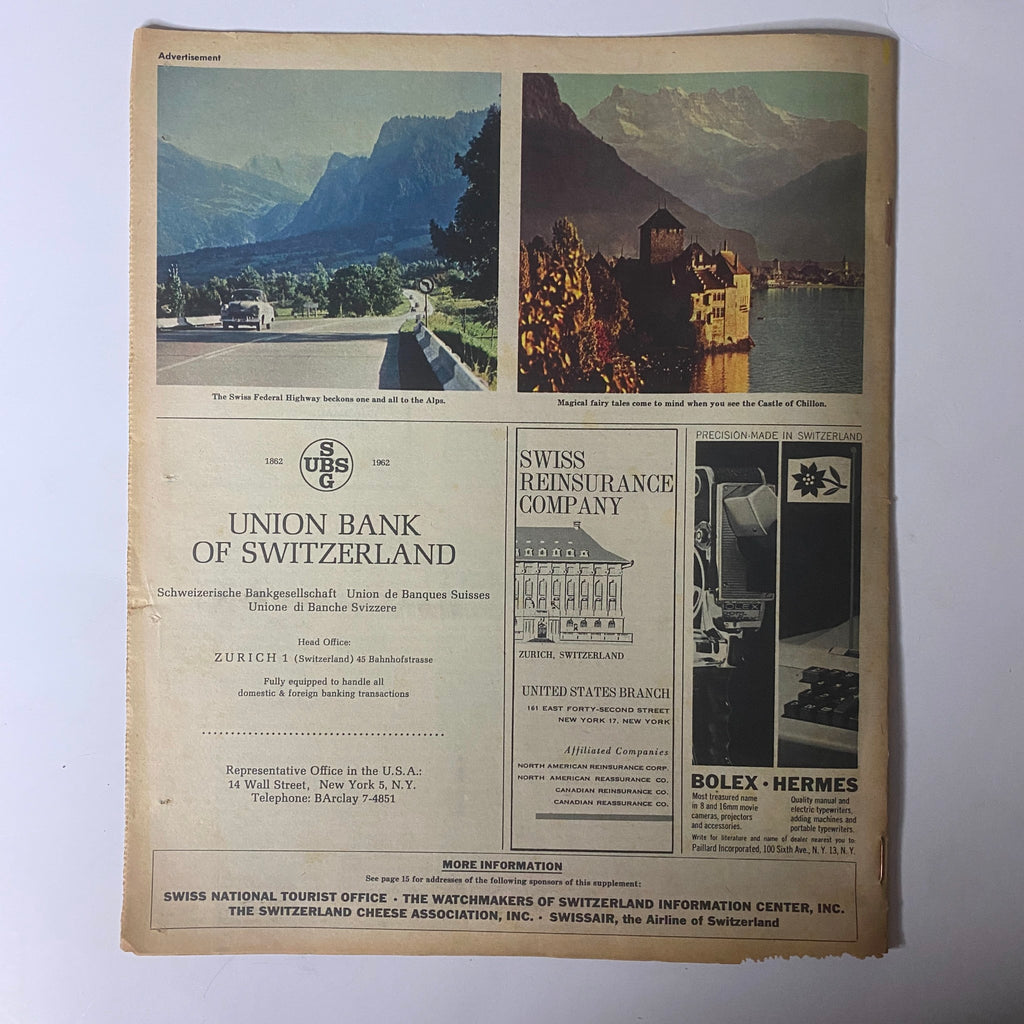 Advertisement
The Swiss Federal Highway beckons one and all to the Alps.
Magical fairy tales come to mind when you see the Castle of Chillon.
1862
S
UBS
G
1962
UNION BANK
OF SWITZERLAND
Schweizerische Bankgesellschaft Union de Banques Suisses
Unione di Banche Svizzere
Head Office:
ZURICH 1 (Switzerland) 45 Bahnhofstrasse
Fully equipped to handle all
domestic & foreign banking transactions
Representative Office in the U.S.A.:
14 Wall Street, New York 5, N.Y.
Telephone: BArclay 7-4851
SWISS
REINSURANCE
COMPANY
ZURICH, SWITZERLAND
UNITED STATES BRANCH
161 EAST FORTY-SECOND STREET
NEW YORK 17, NEW YORK
Affiliated Companies
NORTH AMERICAN REINSURANCE CORP.
NORTH AMERICAN REASSURANCE CO.
CANADIAN REINSURANCE CO.
CANADIAN REASSURANCE CO.
PRECISION-MADE IN SWITZERLAND
BOLEX
BOLEX · HERMES
Most treasured name
in 8 and 16mm movie
cameras, projectors
and accessories.
Quality manual and
electric typewriters,
adding machines and
portable typewriters.
Write for literature and name of dealer nearest you to:
Paillard Incorporated, 100 Sixth Ave., N. Y. 13, N. Y.
MORE INFORMATION
See page 15 for addresses of the following sponsors of this supplement:
SWISS NATIONAL TOURIST OFFICE · THE WATCHMAKERS OF SWITZERLAND INFORMATION CENTER, INC.
THE SWITZERLAND CHEESE ASSOCIATION, INC. · SWISSAIR, the Airline of Switzerland